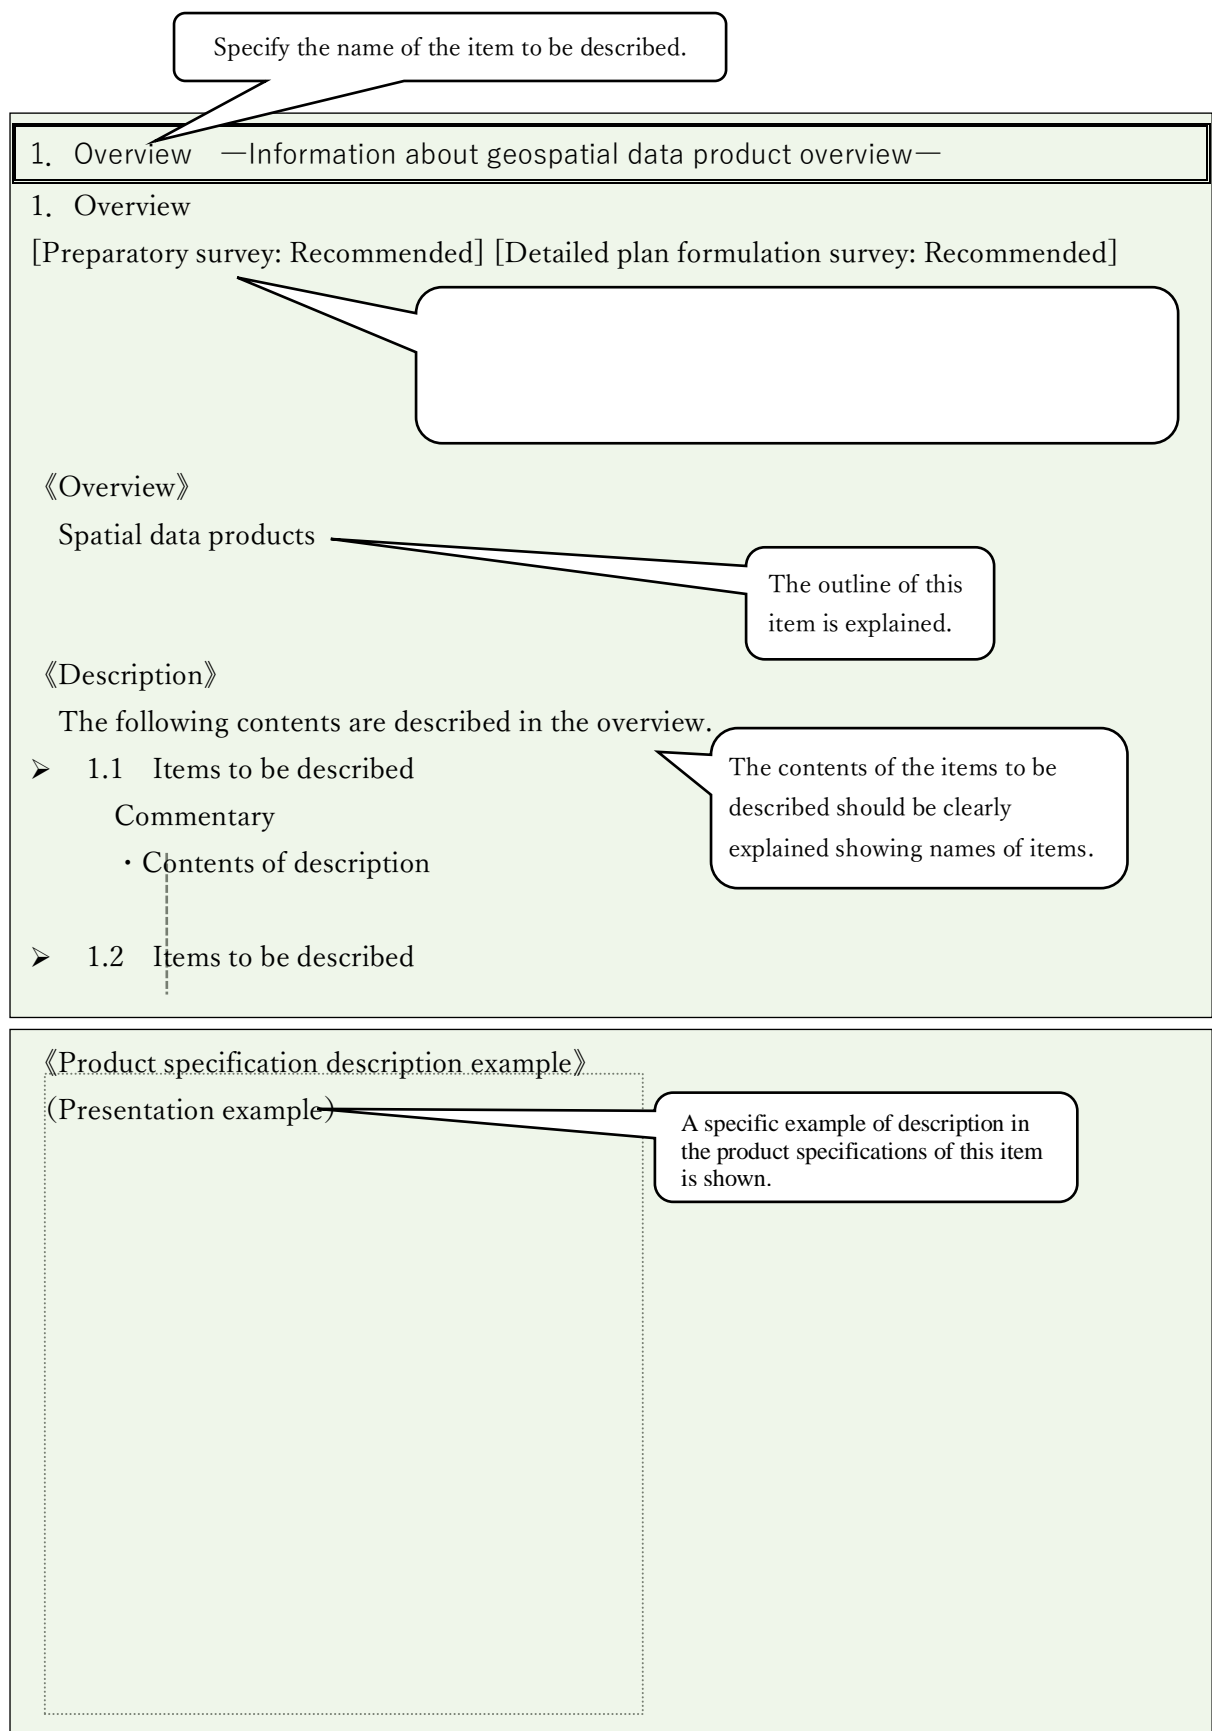 Specify the name of the item to be described.
1. Overview —Information about geospatial data product overview—
1. Overview
[Preparatory survey: Recommended] [Detailed plan formulation survey: Recommended]
《Overview》
Spatial data products
The outline of this
item is explained.
《Description》
The following contents are described in the overview.
➢ 1.1 Items to be described
Commentary
・Contents of description
The contents of the items to be
described should be clearly
explained showing names of items.
➢ 1.2 Items to be described
《Product specification description example》
(Presentation example)
A specific example of description in
the product specifications of this item
is shown.